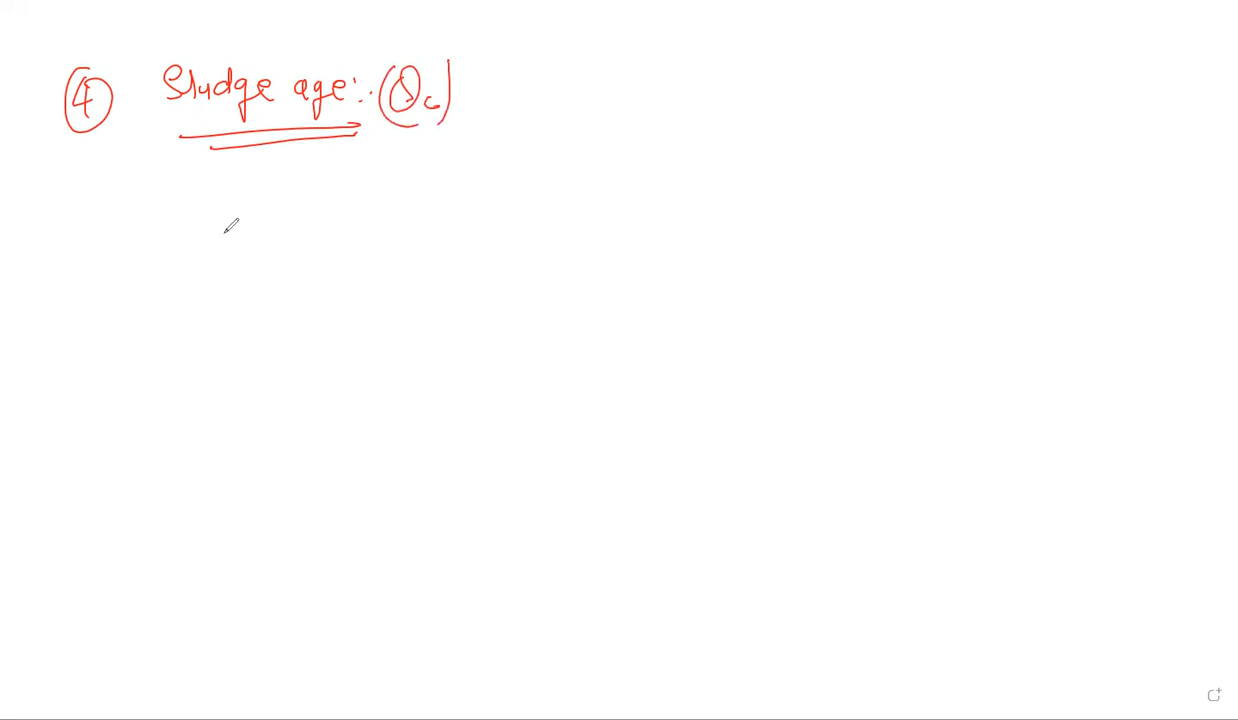 ④ Sludge age:- (θc)